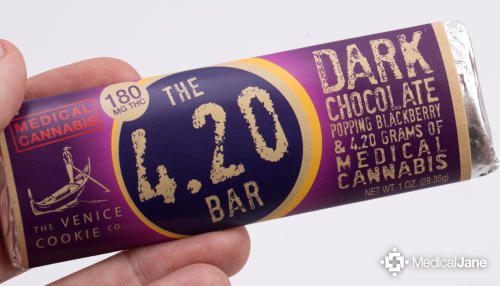 MEDICAL
CANNABIS
THE VENICE
COOKIE CO.
180
MG THC
THE
4.20
BAR
DARK
CHOCOLATE
POPPING BLACKBERRY
& 4.20 GRAMS OF
MEDICAL
CANNABIS
NET WT. 1 OZ. (28.35g)
MedicalJane